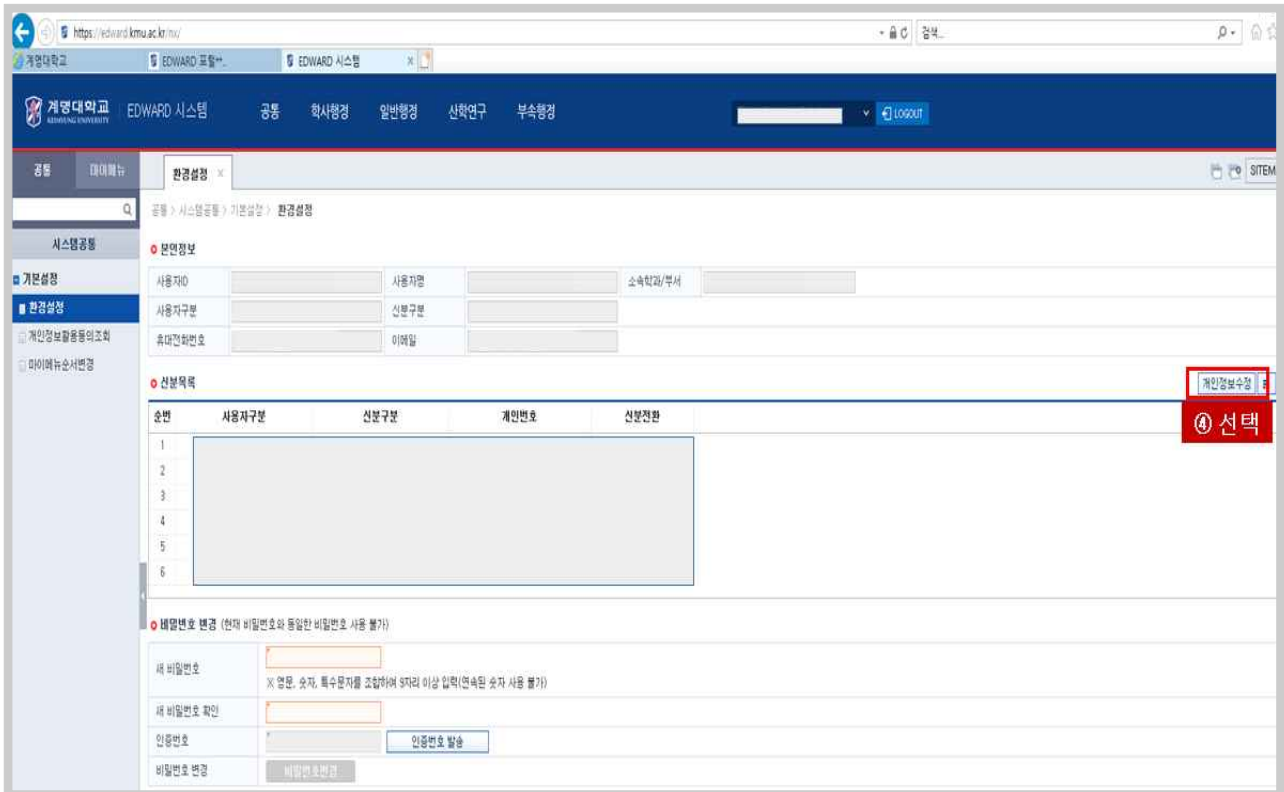 https://edward.kmu.ac.kr/nx/ 검색...
계명대학교 EDWARD 포탈**.. EDWARD 시스템 x
계명대학교 KEIMYUNG UNIVERSITY EDWARD 시스템 공통 학사행정 일반행정 산학연구 부속행정 LOGOUT
공통 마이메뉴 환경설정 × SITEM
공통 > 시스템공통 > 기본설정 > 환경설정
시스템공통
본인정보
기본설정
사용자ID 사용자명 소속학과/부서
환경설정
사용자구분 신분구분
개인정보활용동의조회
휴대전화번호 이메일
마이메뉴순서변경
신분목록 개인정보수정
순번 사용자구분 신분구분 개인번호 신분전환
④ 선택
1
2
3
4
5
6
비밀번호 변경 (현재 비밀번호와 동일한 비밀번호 사용 불가)
새 비밀번호
※ 영문, 숫자, 특수문자를 조합하여 9자리 이상 입력(연속된 숫자 사용 불가)
새 비밀번호 확인
인증번호 인증번호 발송
비밀번호 변경 비밀번호변경